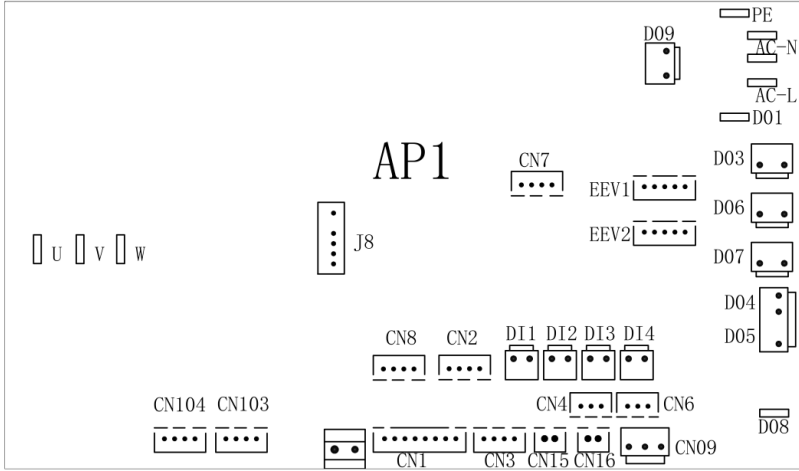 PE
D09
AC-N
AC-L
D01
AP1
CN7
D03
EEV1
D06
EEV2
J8
U V W
D07
D04
CN8 CN2 DI1 DI2 DI3 DI4
D05
CN104 CN103
CN4 CN6
D08
CN09
CN1 CN3 CN15 CN16